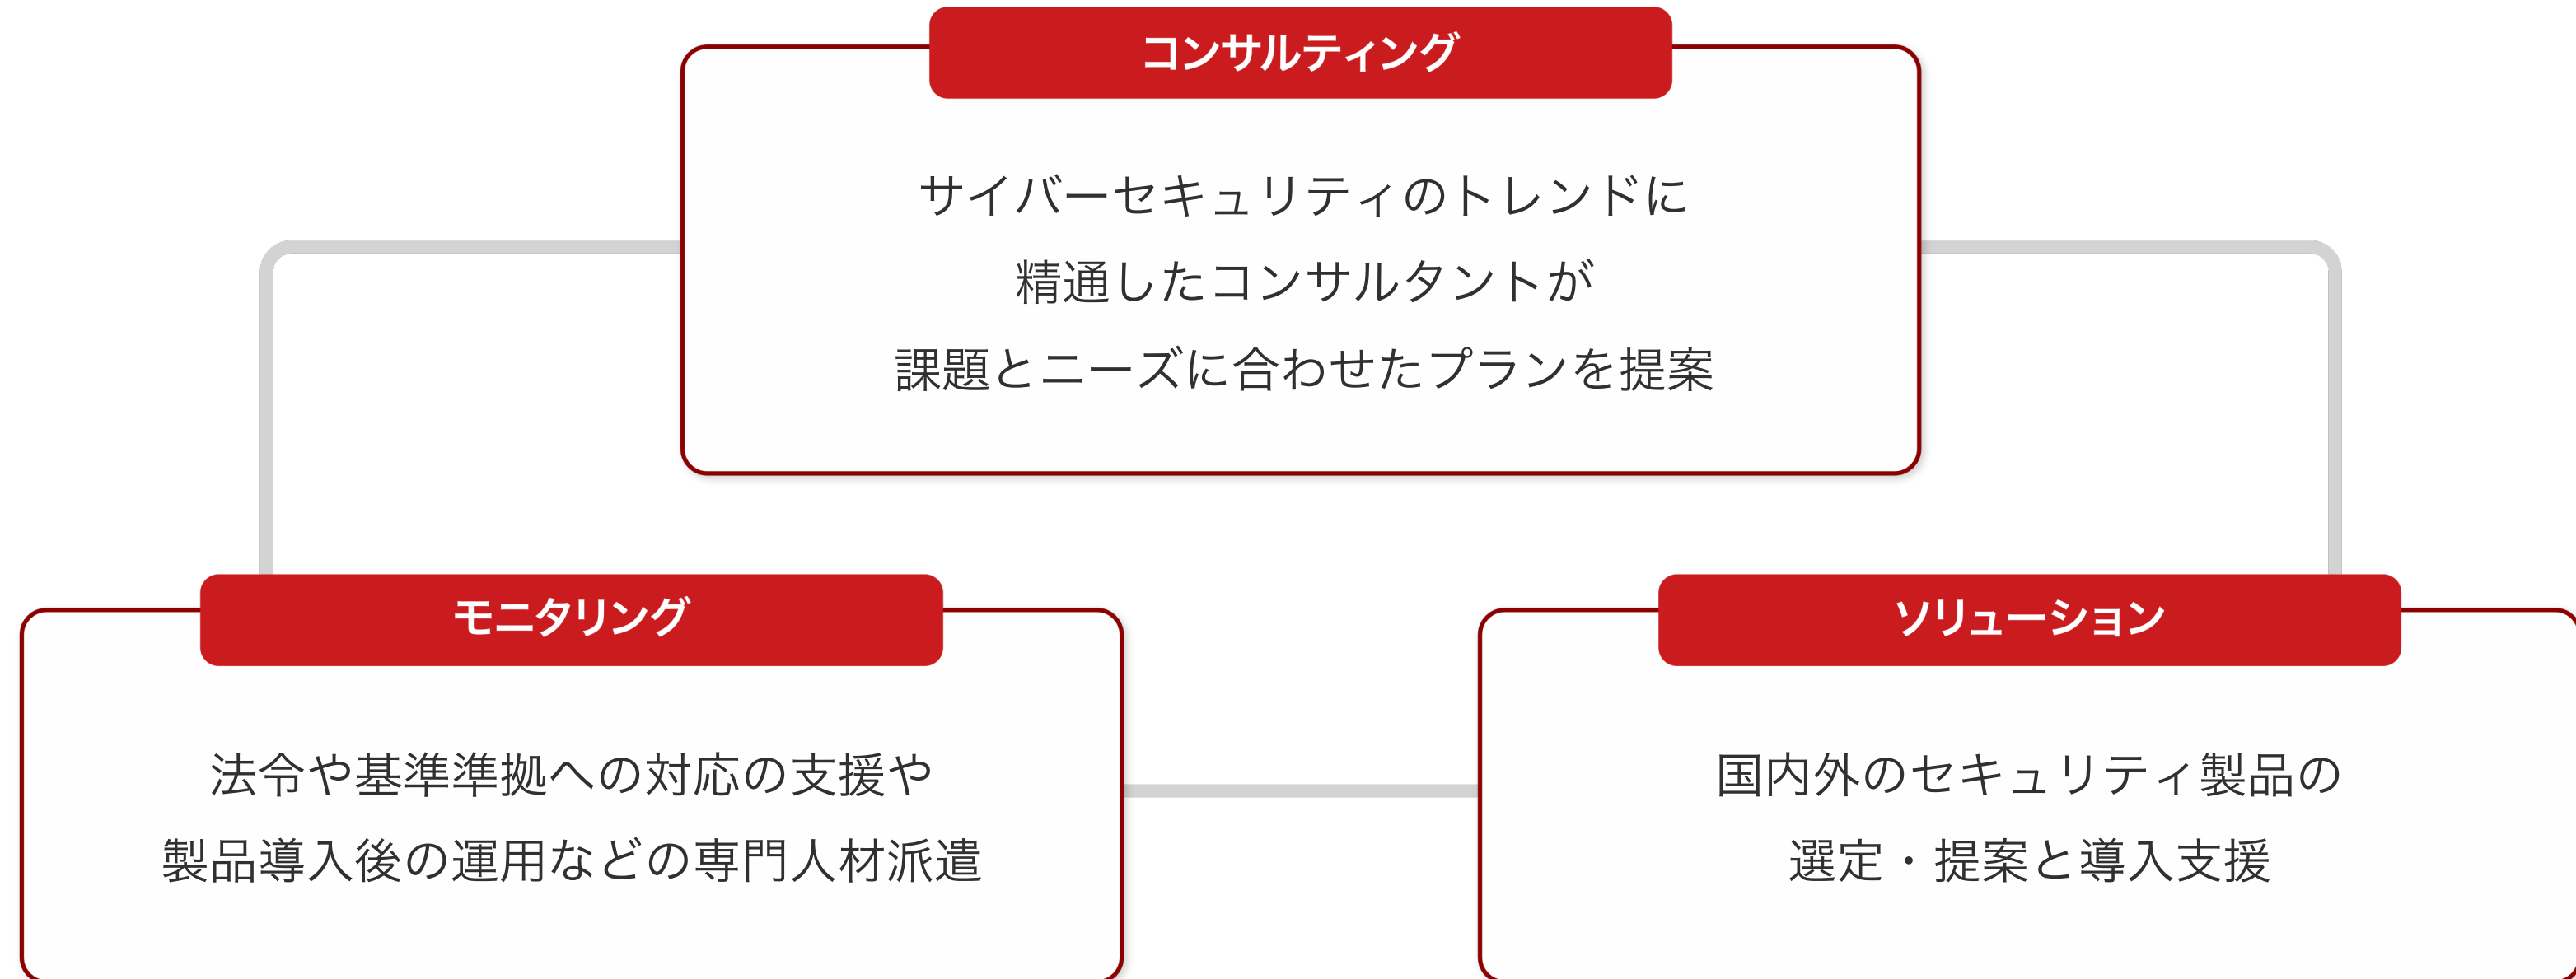 コンサルティング
サイバーセキュリティのトレンドに
精通したコンサルタントが
課題とニーズに合わせたプランを提案
モニタリング
法令や基準準拠への対応の支援や
製品導入後の運用などの専門人材派遣
ソリューション
国内外のセキュリティ製品の
選定・提案と導入支援